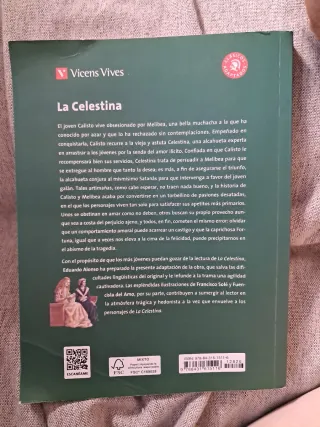 Vicens Vives
La Celestina
El joven Calisto vive obsesionado por Melibea, una bella muchacha a la que ha
conocido por azar y que lo ha rechazado sin contemplaciones. Empeñado en
conquistarla, Calisto recurre a la vieja y astuta Celestina, una alcahueta experta
en arrastrar a los jóvenes por la senda del amor ilícito. Confiada en que Calisto le
recompensará bien sus servicios, Celestina trata de persuadir a Melibea para que
se entregue al hombre que tanto la desea; es más, a fin de asegurarse el triunfo,
la alcahueta conjura al mismísimo Satanás para que intervenga a favor del joven
galán. Tales artimañas, como cabe esperar, no traen nada bueno, y la historia de
Calisto y Melibea acaba por convertirse en un torbellino de pasiones desatadas,
en el que los personajes viven tan solo para satisfacer sus apetitos más primarios.
Unos se obstinan en amar como no deben, otros buscan su propio provecho aun-
que vea a costa del perjuicio ajeno, y todos, en fin, cometen el mismo error: olvidar
que un comportamiento amoral puede acarrear un castigo y que la caprichosa For-
tuna, igual que a veces nos eleva a la cima de la felicidad, puede precipitarnos en
el abismo de la tragedia.
Con el propósito de que los más jóvenes puedan gozar de la lectura de La Celestina,
Eduardo Alonso ha preparado la presente adaptación de la obra, que salva las difi-
cultades lingüísticas del original y le infunde a la trama una agilidad
cautivadora. Las espléndidas ilustraciones de Francisco Solé y Fuen-
cisla del Amo, por su parte, contribuyen a sumergir al lector en
la atmósfera trágica y hedonista a la vez que envuelve a los
personajes de La Celestina.
ESCANÉAME
MIXTO
FSC